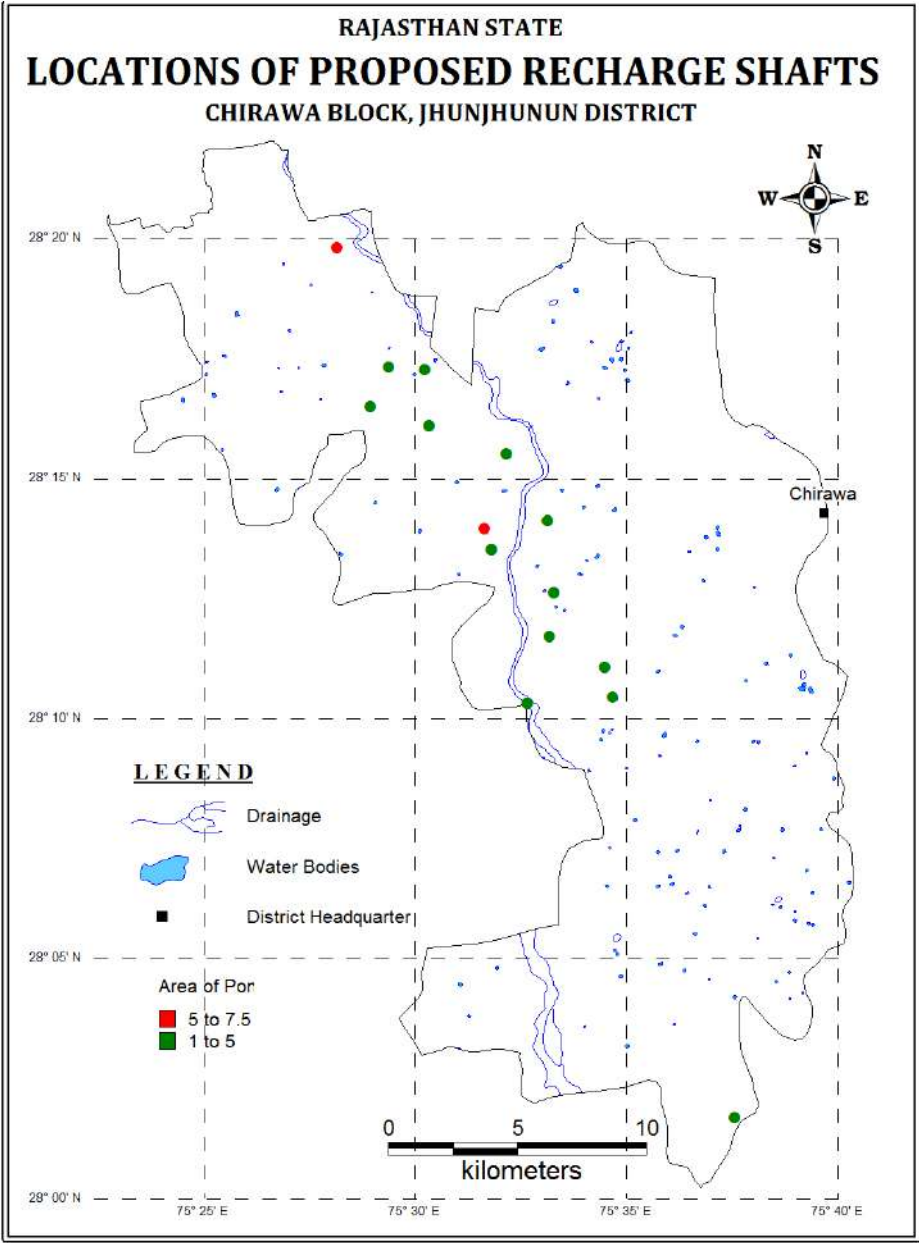 RAJASTHAN STATE
LOCATIONS OF PROPOSED RECHARGE SHAFTS
CHIRAWA BLOCK, JHUNJHUNUN DISTRICT
N
W E
S
28° 20' N
28° 15' N
Chirawa
28° 10' N
LEGEND
Drainage
Water Bodies
District Headquarter
28° 05' N
Area of Por
5 to 7.5
1 to 5
0 5 10
kilometers
28° 00' N
75° 25' E 75° 30' E 75° 35' E 75° 40' E